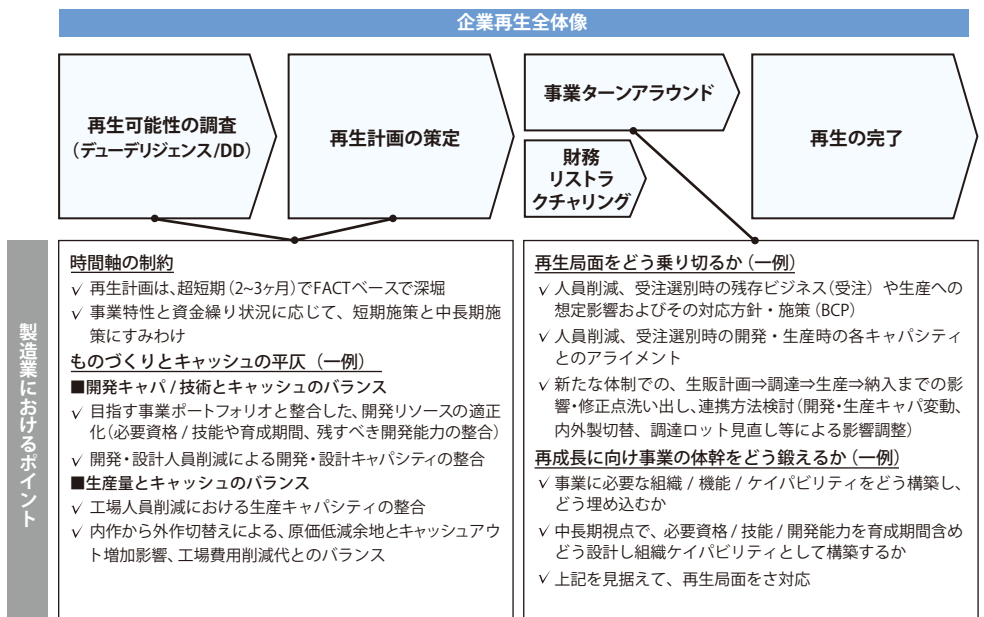 企業再生全体像
再生可能性の調査
（デューデリジェンス/DD）
再生計画の策定
事業ターンアラウンド
財務
リストラ
クチャリング
再生の完了
製造業におけるポイント
時間軸の制約
√ 再生計画は、超短期（2~3ヶ月）でFACTベースで深堀
√ 事業特性と資金繰り状況に応じて、短期施策と中長期施
策にすみわけ
ものづくりとキャッシュの平仄（一例）
■開発キャパ / 技術とキャッシュのバランス
√ 目指す事業ポートフォリオと整合した、開発リソースの適正
化（必要資格 / 技能や育成期間、残すべき開発能力の整合）
√ 開発・設計人員削減による開発・設計キャパシティの整合
■生産量とキャッシュのバランス
√ 工場人員削減における生産キャパシティの整合
√ 内作から外作切替えによる、原価低減余地とキャッシュアウ
ト増加影響、工場費用削減代とのバランス
再生局面をどう乗り切るか（一例）
√ 人員削減、受注選別時の残存ビジネス（受注）や生産への
想定影響およびその対応方針・施策（BCP）
√ 人員削減、受注選別時の開発・生産時の各キャパシティ
とのアライメント
√ 新たな体制での、生販計画⇒調達⇒生産⇒納入までの影
響・修正点洗い出し、連携方法検討（開発・生産キャパ変動、
内外製切替、調達ロット見直し等による影響調整）
再成長に向け事業の体幹をどう鍛えるか（一例）
√ 事業に必要な組織 / 機能 / ケイパビリティをどう構築し、
どう埋め込むか
√ 中長期視点で、必要資格 / 技能 / 開発能力を育成期間含め
どう設計し組織ケイパビリティとして構築するか
√ 上記を見据えて、再生局面をさ対応